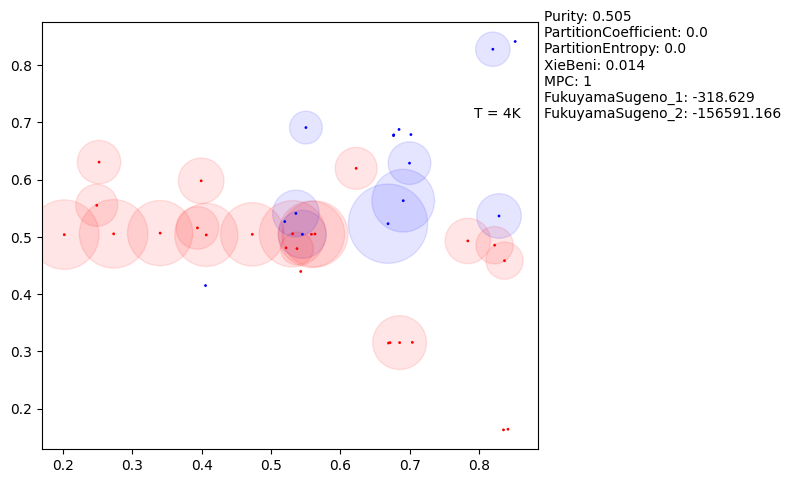 Purity: 0.505
PartitionCoefficient: 0.0
PartitionEntropy: 0.0
XieBeni: 0.014
MPC: 1
FukuyamaSugeno_1: -318.629
FukuyamaSugeno_2: -156591.166
T = 4K
0.8
0.7
0.6
0.5
0.4
0.3
0.2
0.2 0.3 0.4 0.5 0.6 0.7 0.8